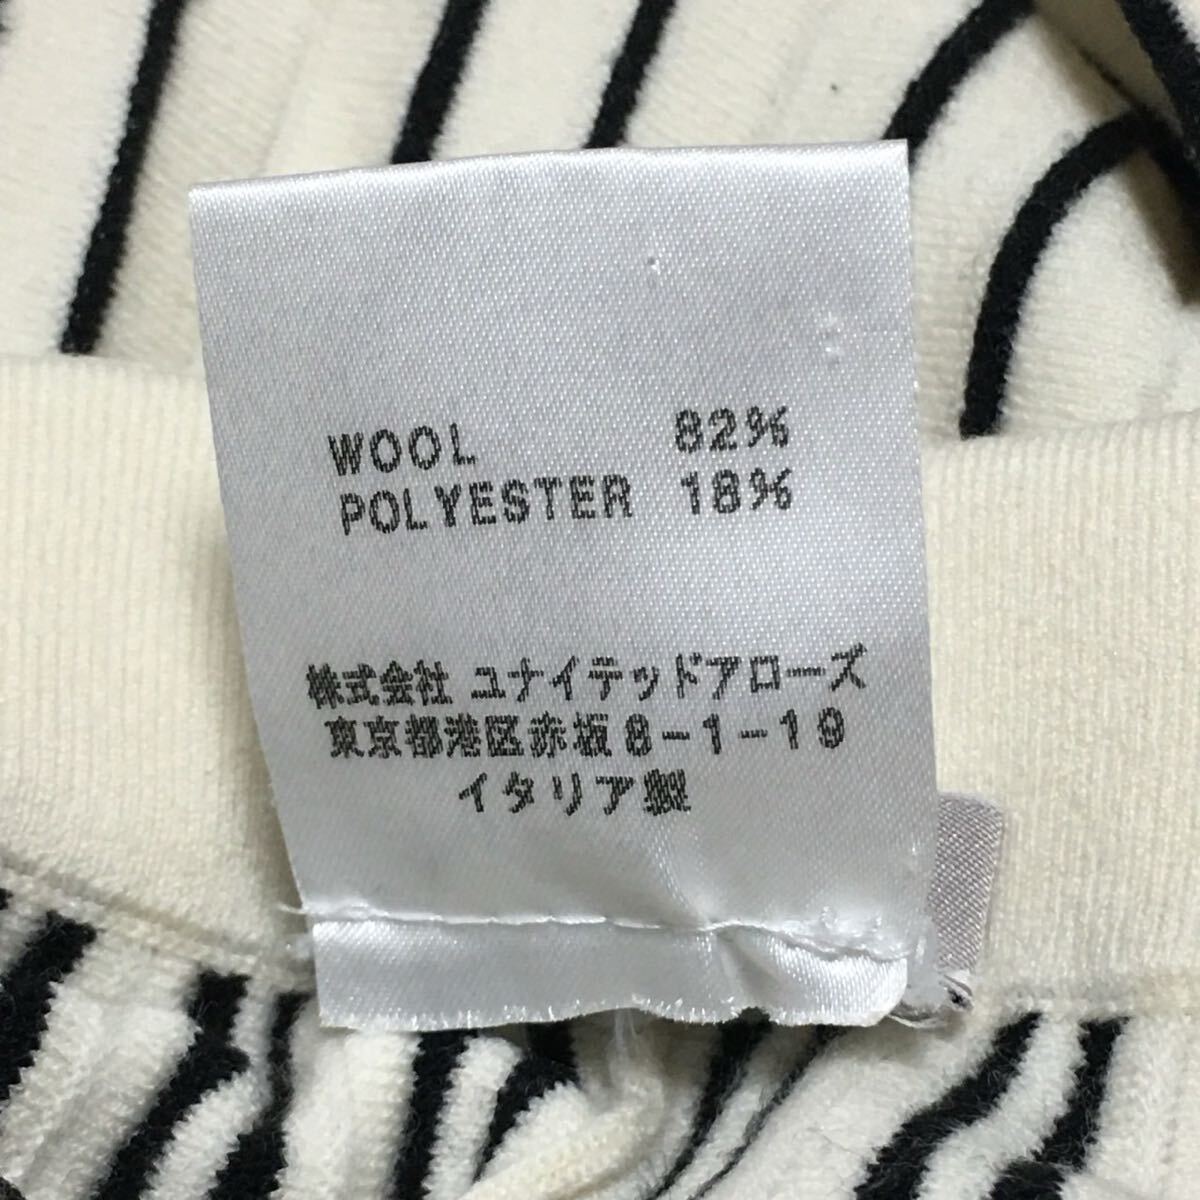 WOOL 82%
POLYESTER 18%
株式会社 ユナイテッドアローズ
東京都港区赤坂8-1-19
イタリア製